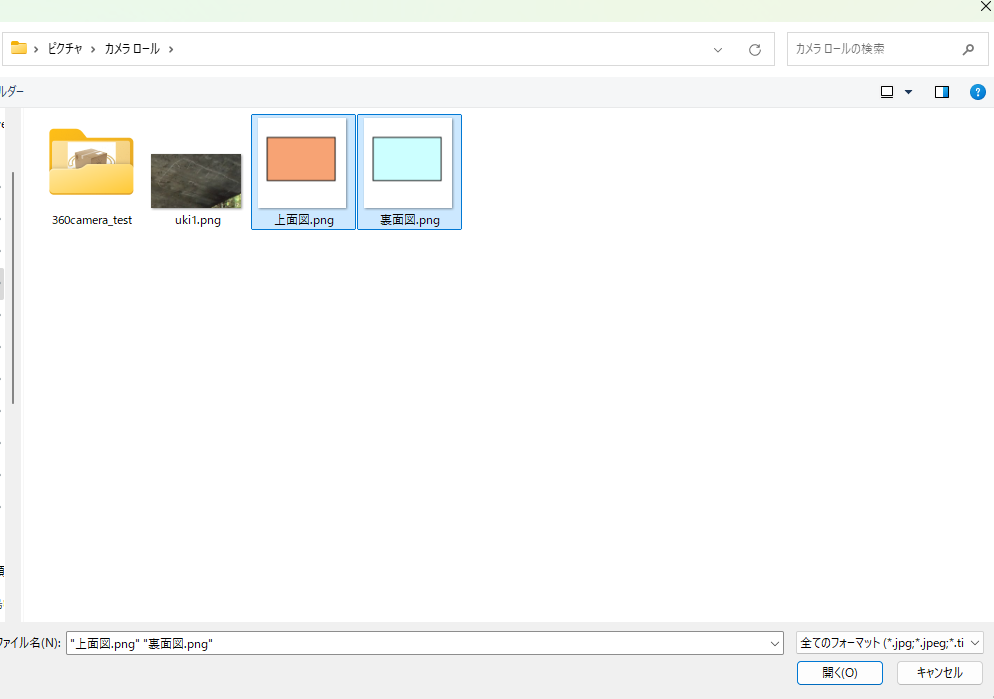 ピクチャ カメラ ロール
カメラ ロールの検索
ルダー
360camera_test
uki1.png
上面図.png
裏面図.png
ファイル名(N):
"上面図.png" "裏面図.png"
全てのフォーマット (*.jpg;*.jpeg;*.ti
開く(O)
キャンセル